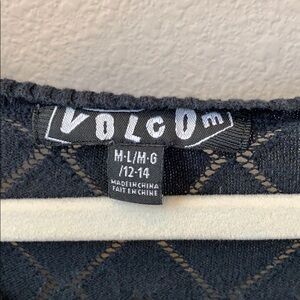 VOLCOm
M-L/M-G
/12-14
MADE IN CHINA
FAIT EN CHINE